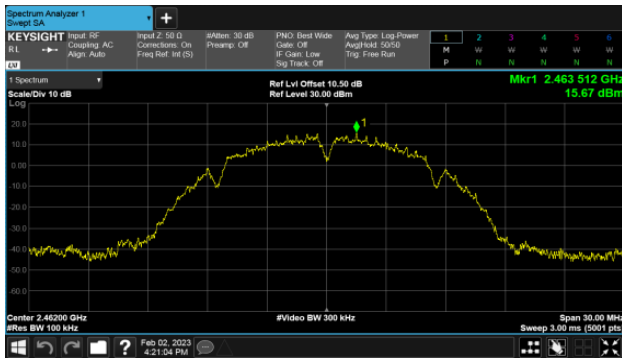 Spectrum Analyzer 1
Swept SA
+
KEYSIGHT
RL
Input: RF
Coupling: AC
Align: Auto
Input Z: 50 Ω
Corrections: On
Freq Ref: Int (S)
#Atten: 30 dB
Preamp: Off
PNO: Best Wide
Gate: Off
IF Gain: Low
Sig Track: Off
Avg Type: Log-Power
Avg|Hold: 50/50
Trig: Free Run
1 2 3 4 5 6
M W W W W W
P N N N N N
LXI
1 Spectrum
Scale/Div 10 dB
Ref Lvl Offset 10.50 dB
Ref Level 30.00 dBm
Mkr1 2.463 512 GHz
15.67 dBm
Log
1
20.0
10.0
0.00
-10.0
-20.0
-30.0
-40.0
-50.0
-60.0
Center 2.46200 GHz
#Res BW 100 kHz
#Video BW 300 kHz
Span 30.00 MHz
Sweep 3.00 ms (5001 pts)
?
Feb 02, 2023
4:21:04 PM